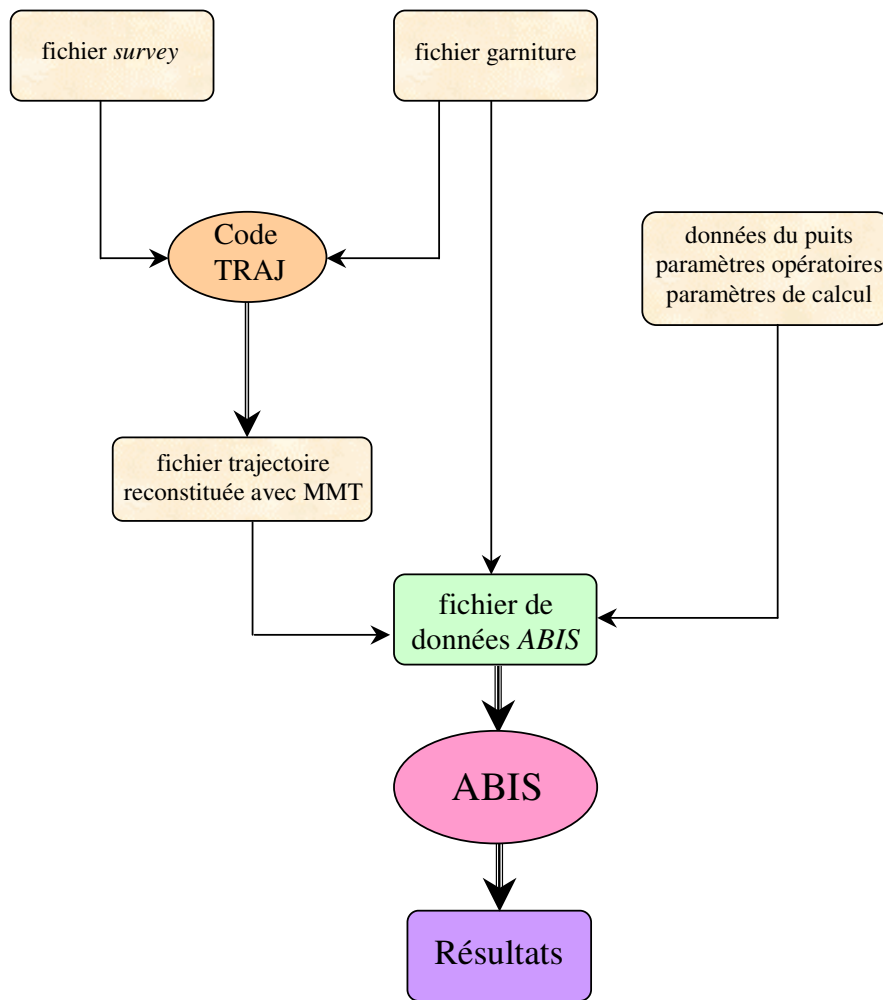 fichier survey
fichier garniture
Code
TRAJ
données du puits
paramètres opératoires
paramètres de calcul
fichier trajectoire
reconstituée avec MMT
fichier de
données ABIS
ABIS
Résultats